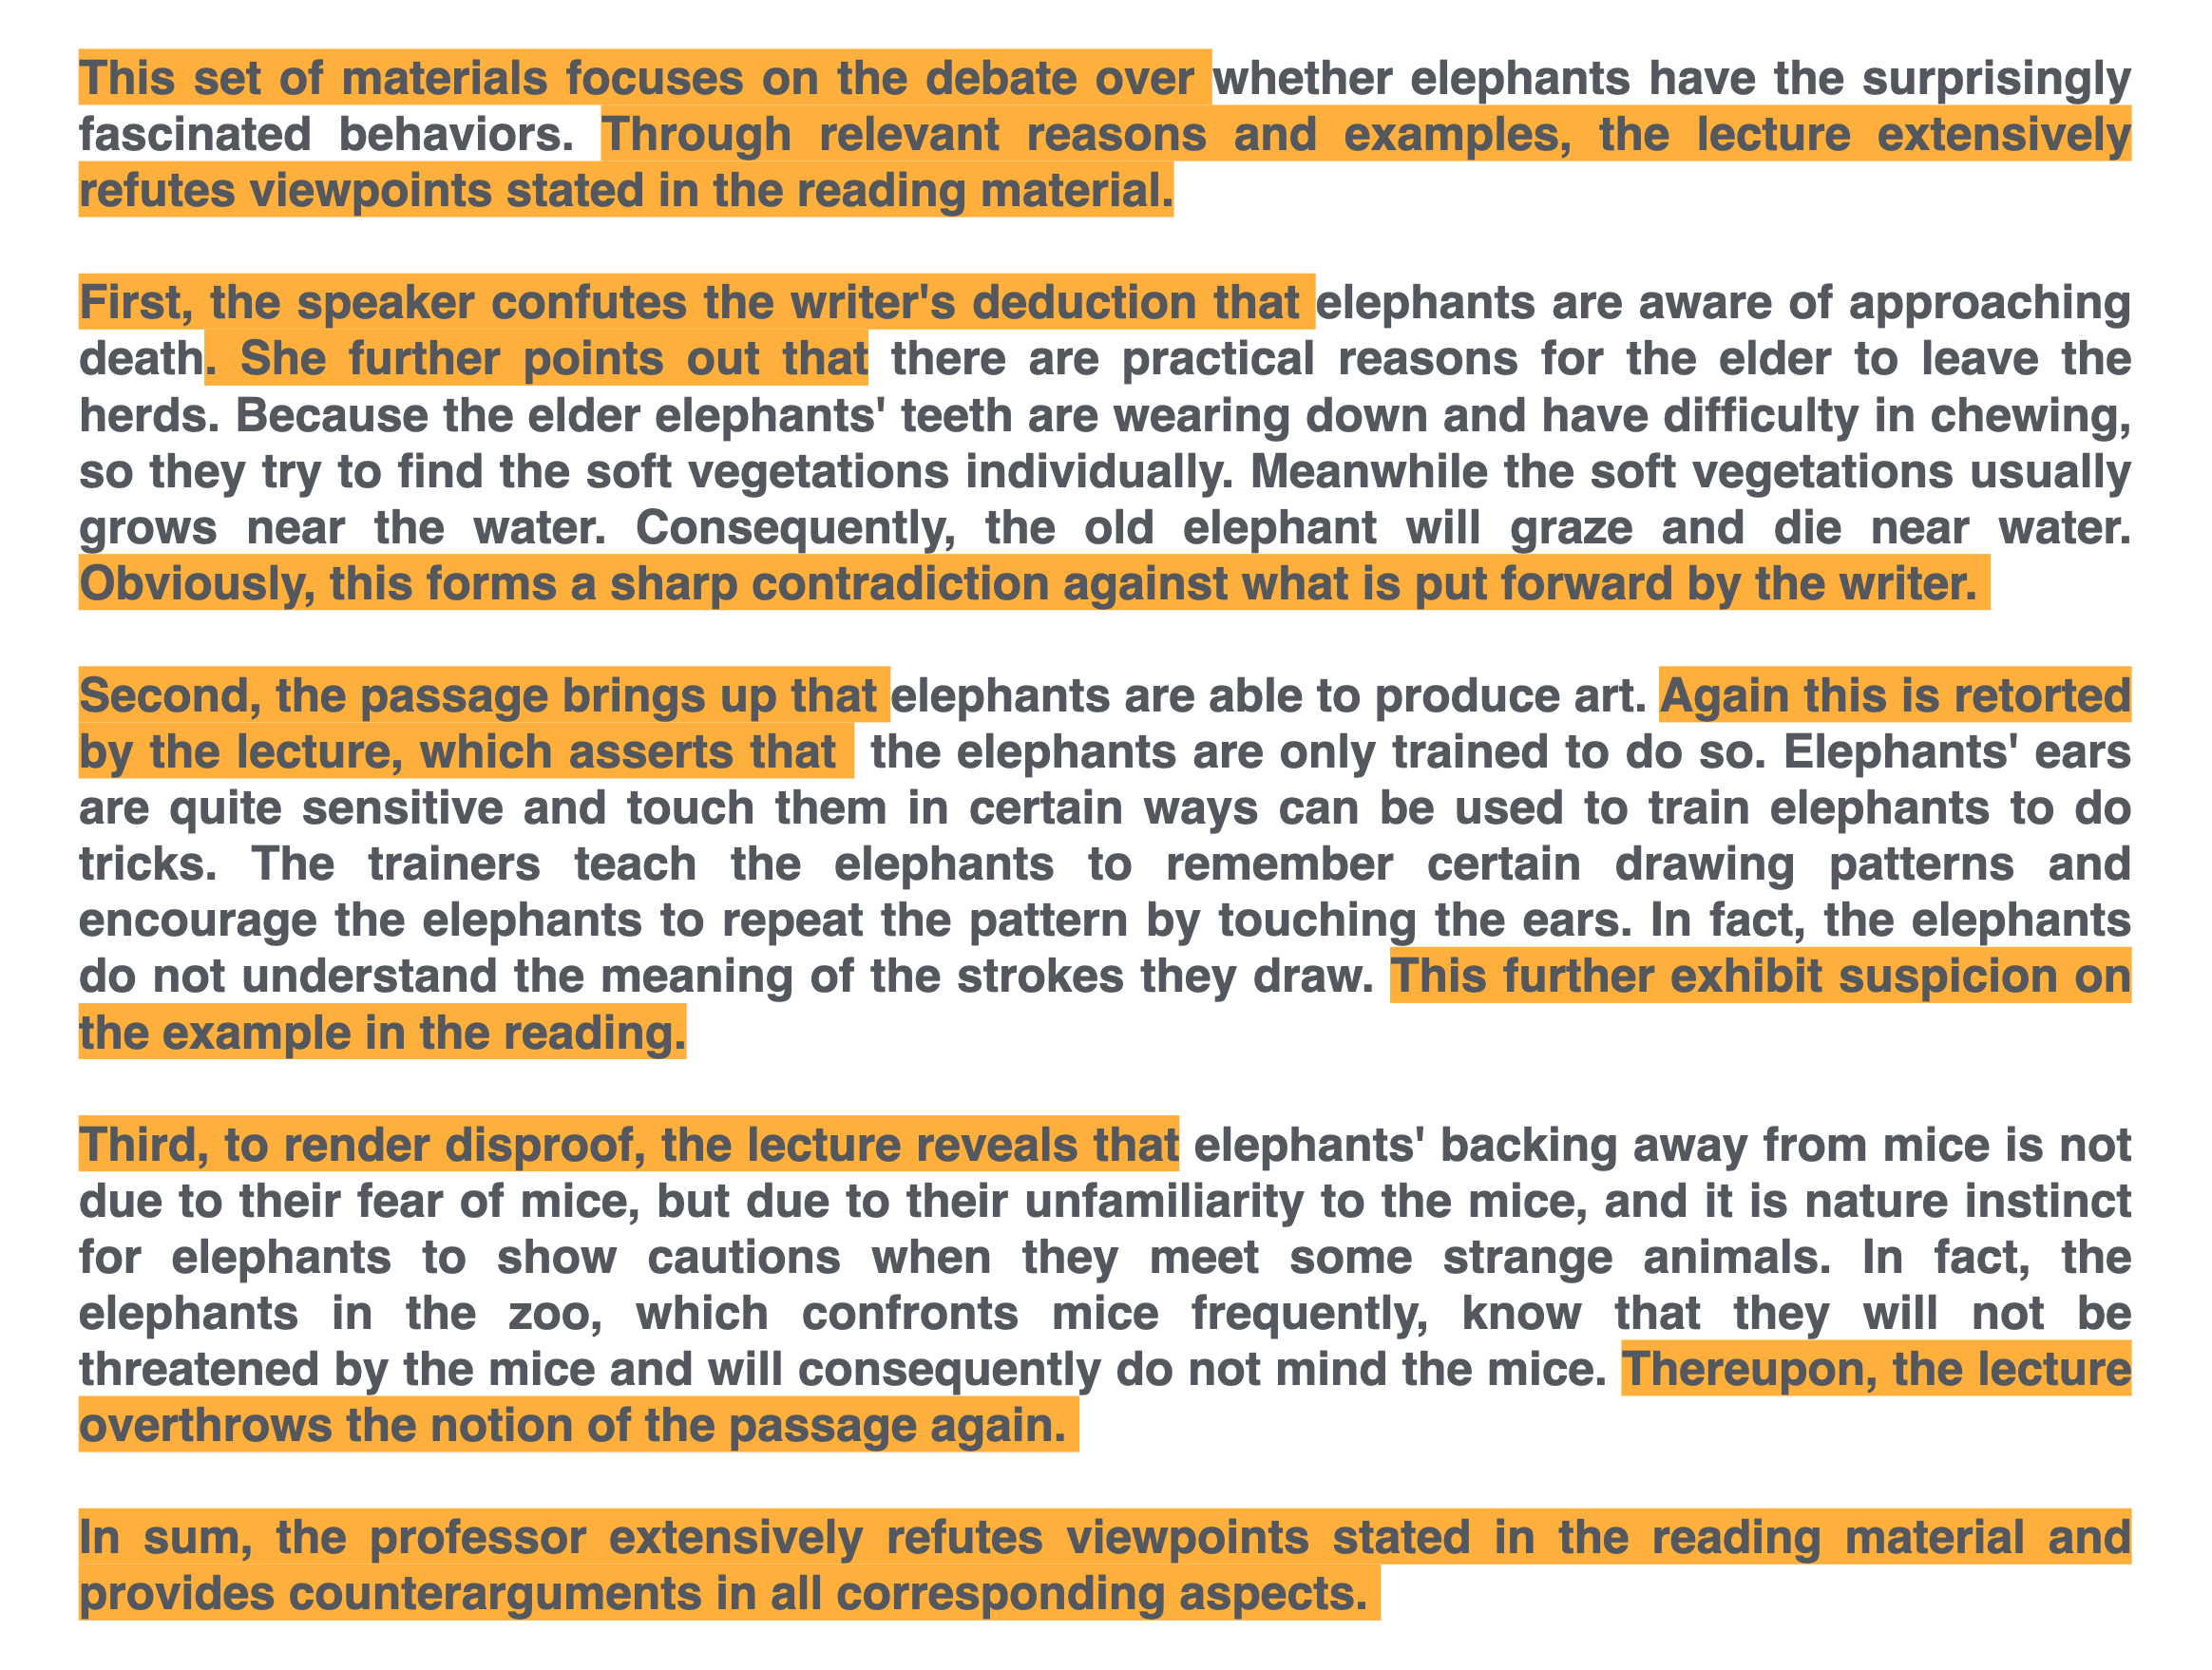 This set of materials focuses on the debate over whether elephants have the surprisingly
fascinated behaviors. Through relevant reasons and examples, the lecture extensively
refutes viewpoints stated in the reading material.
First, the speaker confutes the writer's deduction that elephants are aware of approaching
death. She further points out that there are practical reasons for the elder to leave the
herds. Because the elder elephants' teeth are wearing down and have difficulty in chewing,
so they try to find the soft vegetations individually. Meanwhile the soft vegetations usually
grows near the water. Consequently, the old elephant will graze and die near water.
Obviously, this forms a sharp contradiction against what is put forward by the writer.
Second, the passage brings up that elephants are able to produce art. Again this is retorted
by the lecture, which asserts that the elephants are only trained to do so. Elephants' ears
are quite sensitive and touch them in certain ways can be used to train elephants to do
tricks. The trainers teach the elephants to remember certain drawing patterns and
encourage the elephants to repeat the pattern by touching the ears. In fact, the elephants
do not understand the meaning of the strokes they draw. This further exhibit suspicion on
the example in the reading.
Third, to render disproof, the lecture reveals that elephants' backing away from mice is not
due to their fear of mice, but due to their unfamiliarity to the mice, and it is nature instinct
for elephants to show cautions when they meet some strange animals. In fact, the
elephants in the zoo, which confronts mice frequently, know that they will not be
threatened by the mice and will consequently do not mind the mice. Thereupon, the lecture
overthrows the notion of the passage again.
In sum, the professor extensively refutes viewpoints stated in the reading material and
provides counterarguments in all corresponding aspects.